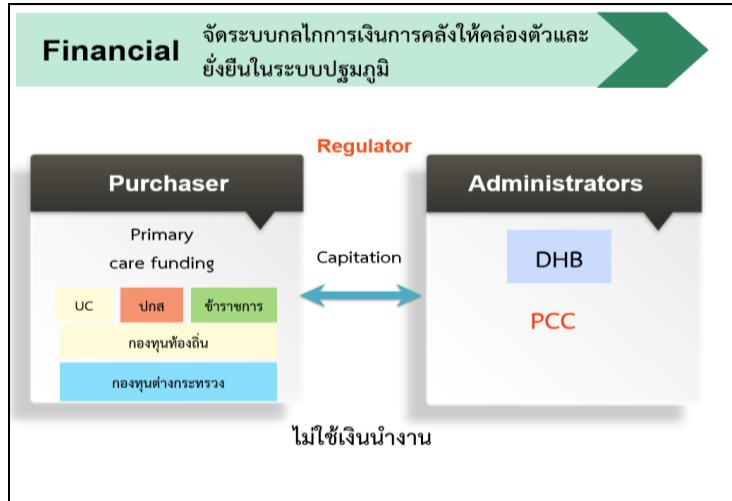 Financial
จัดระบบกลไกการเงินการคลังให้คล่องตัวและ
ยั่งยืนในระบบปฐมภูมิ
Regulator
Purchaser
Administrators
Primary
care funding
UC
ปกส
ข้าราชการ
กองทุนท้องถิ่น
กองทุนต่างกระทรวง
Capitation
DHB
PCC
ไม่ใช้เงินนำงาน